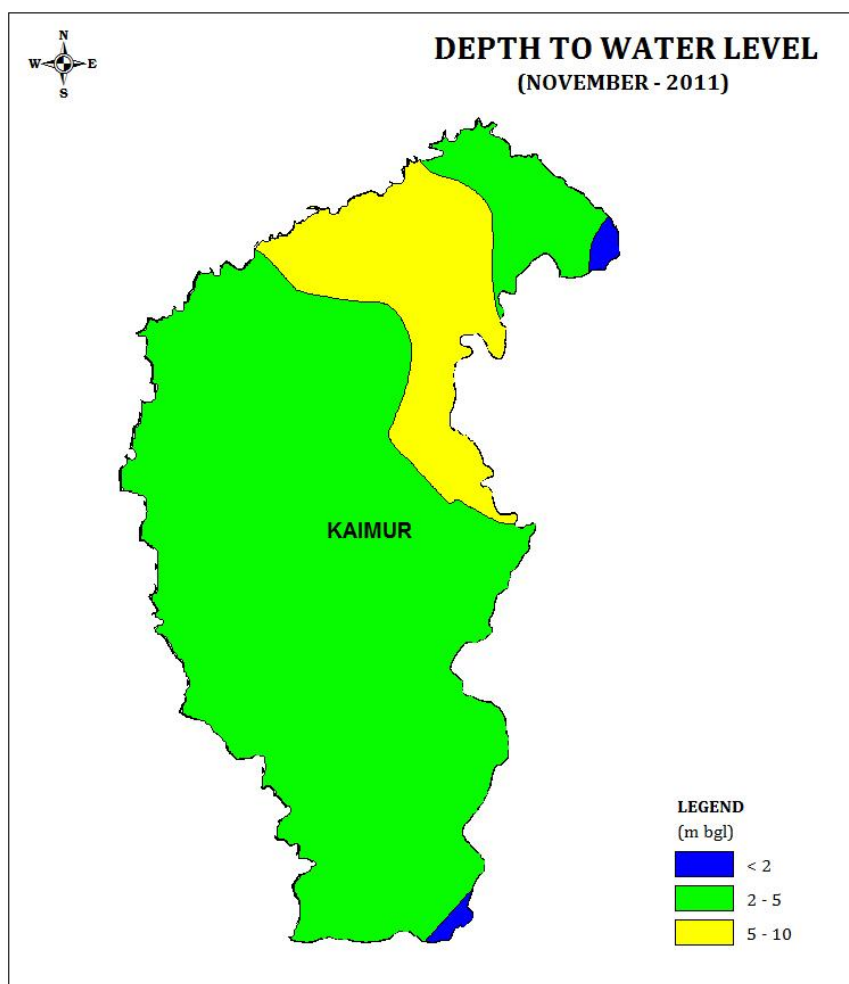 N
W E
S
DEPTH TO WATER LEVEL
(NOVEMBER - 2011)
KAIMUR
LEGEND
(m bgl)
< 2
2 - 5
5 - 10